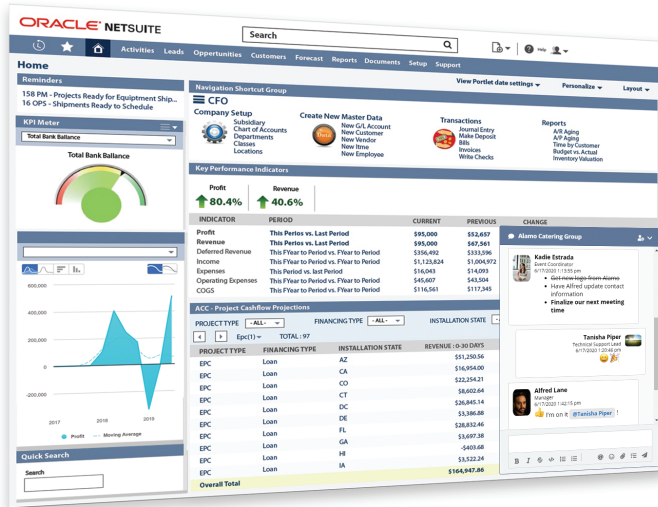 ORACLE NETSUITE
Search
Help
Activities Leads Opportunities Customers Forecast Reports Documents Setup Support
Home
View Portlet date settings Personalize Layout
Reminders
158 PM - Projects Ready for Equiptment Ship...
16 OPS - Shipments Ready to Schedule
KPI Meter
Total Bank Ballance
Total Bank Ballance
800,000
400,000
200,000
0
-200,000
2017 2018 2019
Profit Moving Average
Quick Search
Search
Navigation Shortcut Group
CFO
Company Setup
Subsidiary
Chart of Accounts
Departments
Classes
Locations
Create New Master Data
New G/L Account
New Customer
New Vendor
New Itme
New Employee
Transactions
Journal Entry
Make Deposit
Bills
Invoices
Write Checks
Reports
A/R Aging
A/P Aging
Time by Customer
Budget vs. Actual
Inventory Valuation
Key Performance Indicators
Profit Revenue
80.4% 40.6%
INDICATOR PERIOD CURRENT PREVIOUS CHANGE
Profit This Perios vs. Last Period $95,000 $52,657
Revenue This Period vs. Last Period $95,000 $67,561
Deferred Revenue This FYear to Period vs. FYear to Period $356,492 $333,596
Income This FYear to Period vs. FYear to Period $1,123,824 $1,004,972
Expenses This Period vs. last Period $16,043 $14,093
Operating Expenses This FYear to Period vs. FYear to Period $45,607 $43,504
COGS This FYear to Period vs. FYear to Period $116,561 $117,345
ACC - Project Cashflow Projections
PROJECT TYPE - ALL- FINANCING TYPE - ALL - INSTALLATION STATE
Epc(1) TOTAL : 97
PROJECT TYPE FINANCING TYPE INSTALLATION STATE REVENUE : 0-30 DAYS
EPC Loan AZ $51,250.56
EPC Loan CA $16,954.00
EPC Loan CO $22,254.21
EPC Loan CT $8,602.64
EPC Loan DC $26,845.14
EPC Loan DE $3,386.88
EPC Loan FL $28,832.46
EPC Loan GA $3,697.38
EPC Loan HI -$403.68
EPC Loan IA $3,522.24
Overall Total $164,947.86
Alamo Catering Group
Kadie Estrada
Event Coordinator
6/17/2020 1:13:55 pm
Get new logo from Alamo
Have Alfred update contact
information
Finalize our next meeting
time
Tanisha Piper
Technical Support Lead
6/17/2020 1:20:46 pm
Alfred Lane
Manager
6/17/2020 1:42:15 pm
I'm on it @Tanisha Piper !